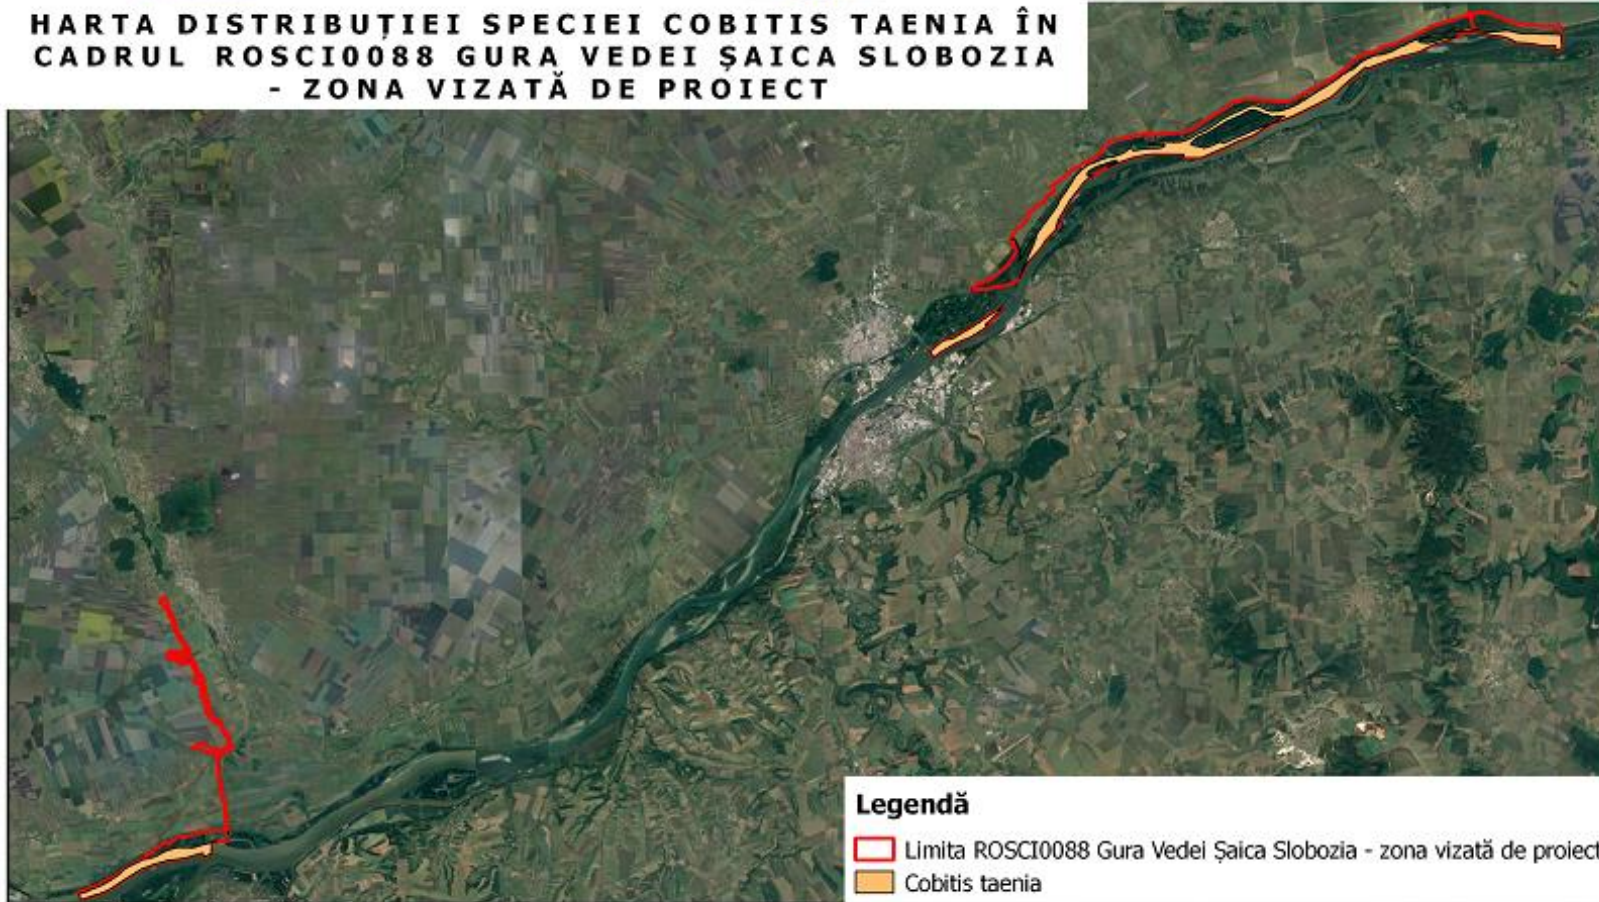 HARTA DISTRIBUȚIEI SPECIEI COBITIS TAENIA ÎN
CADRUL ROSCI0088 GURA VEDEI ȘAICA SLOBOZIA
- ZONA VIZATĂ DE PROIECT
Legendă
Limita ROSCI0088 Gura Vedei Șaica Slobozia - zona vizată de proiect
Cobitis taenia